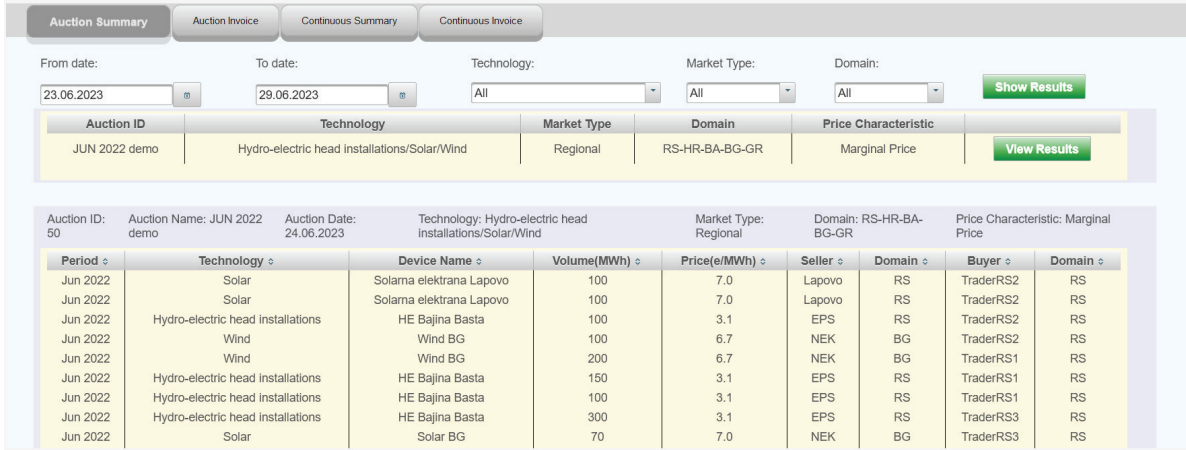 Auction Summary Auction Invoice Continuous Summary Continuous Invoice
From date: To date: Technology: Market Type: Domain:
23.06.2023 29.06.2023 All All All Show Results
Auction ID Technology Market Type Domain Price Characteristic
JUN 2022 demo Hydro-electric head installations/Solar/Wind Regional RS-HR-BA-BG-GR Marginal Price View Results
Auction ID: Auction Name: JUN 2022 Auction Date: Technology: Hydro-electric head Market Type: Domain: RS-HR-BA- Price Characteristic: Marginal
50 demo 24.06.2023 installations/Solar/Wind Regional BG-GR Price
Period Technology Device Name Volume(MWh) Price(e/MWh) Seller Domain Buyer Domain
Jun 2022 Solar Solarna elektrana Lapovo 100 7.0 Lapovo RS TraderRS2 RS
Jun 2022 Solar Solarna elektrana Lapovo 100 7.0 Lapovo RS TraderRS2 RS
Jun 2022 Hydro-electric head installations HE Bajina Basta 100 3.1 EPS RS TraderRS2 RS
Jun 2022 Wind Wind BG 100 6.7 NEK BG TraderRS2 RS
Jun 2022 Wind Wind BG 200 6.7 NEK BG TraderRS1 RS
Jun 2022 Hydro-electric head installations HE Bajina Basta 150 3.1 EPS RS TraderRS1 RS
Jun 2022 Hydro-electric head installations HE Bajina Basta 100 3.1 EPS RS TraderRS1 RS
Jun 2022 Hydro-electric head installations HE Bajina Basta 300 3.1 EPS RS TraderRS3 RS
Jun 2022 Solar Solar BG 70 7.0 NEK BG TraderRS3 RS